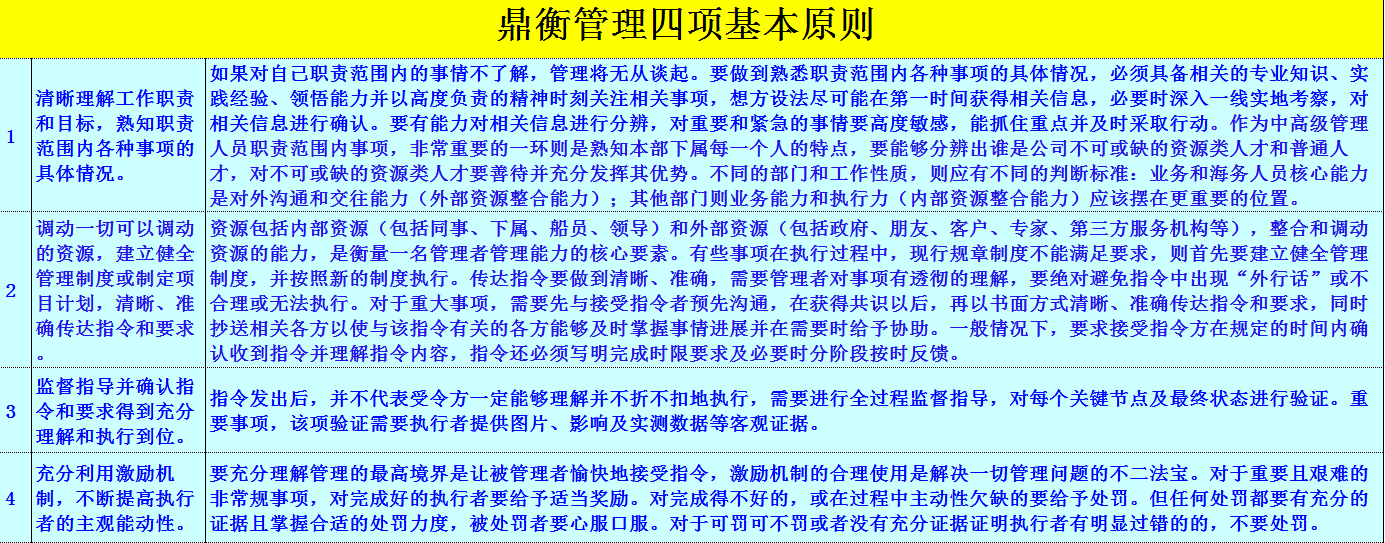 鼎衡管理四项基本原则
1
清晰理解工作职责
和目标，熟知职责
范围内各种事项的
具体情况。
如果对自己职责范围内的事情不了解，管理将无从谈起。要做到熟悉职责范围内各种事项的具体情况，必须具备相关的专业知识、实
践经验、领悟能力并以高度负责的精神时刻关注相关事项，想方设法尽可能在第一时间获得相关信息，必要时深入一线实地考察，对
相关信息进行确认。要有能力对相关信息进行分辨，对重要和紧急的事情要高度敏感，能抓住重点并及时采取行动。作为中高级管理
人员职责范围内事项，非常重要的一环则是熟知本部下属每一个人的特点，要能够分辨出谁是公司不可或缺的资源类人才和普通人
才，对不可或缺的资源类人才要善待并充分发挥其优势。不同的部门和工作性质，则应有不同的判断标准：业务和海务人员核心能力
是对外沟通和交往能力（外部资源整合能力）；其他部门则业务能力和执行力（内部资源整合能力）应该摆在更重要的位置。
2
调动一切可以调动
的资源，建立健全
管理制度或制定项
目计划，清晰、准
确传达指令和要求
。
资源包括内部资源（包括同事、下属、船员、领导）和外部资源（包括政府、朋友、客户、专家、第三方服务机构等），整合和调动
资源的能力，是衡量一名管理者管理能力的核心要素。有些事项在执行过程中，现行规章制度不能满足要求，则首先要建立健全管理
制度，并按照新的制度执行。传达指令要做到清晰、准确，需要管理者对事项有透彻的理解，要绝对避免指令中出现“外行话”或不
合理或无法执行。对于重大事项，需要先与接受指令者预先沟通，在获得共识以后，再以书面方式清晰、准确传达指令和要求，同时
抄送相关各方以使与该指令有关的各方能够及时掌握事情进展并在需要时给予协助。一般情况下，要求接受指令方在规定的时间内确
认收到指令并理解指令内容，指令还必须写明完成时限要求及必要时分阶段按时反馈。
3
监督指导并确认指
令和要求得到充分
理解和执行到位。
指令发出后，并不代表受令方一定能够理解并不折不扣地执行，需要进行全过程监督指导，对每个关键节点及最终状态进行验证。重
要事项，该项验证需要执行者提供图片、影响及实测数据等客观证据。
4
充分利用激励机
制，不断提高执行
者的主观能动性。
要充分理解管理的最高境界是让被管理者愉快地接受指令，激励机制的合理使用是解决一切管理问题的不二法宝。对于重要且艰难的
非常规事项，对完成好的执行者要给予适当奖励。对完成得不好的，或在过程中主动性欠缺的要给予处罚。但任何处罚都要有充分的
证据且掌握合适的处罚力度，被处罚者要心服口服。对于可罚可不罚或者没有充分证据证明执行者有明显过错的的，不要处罚。